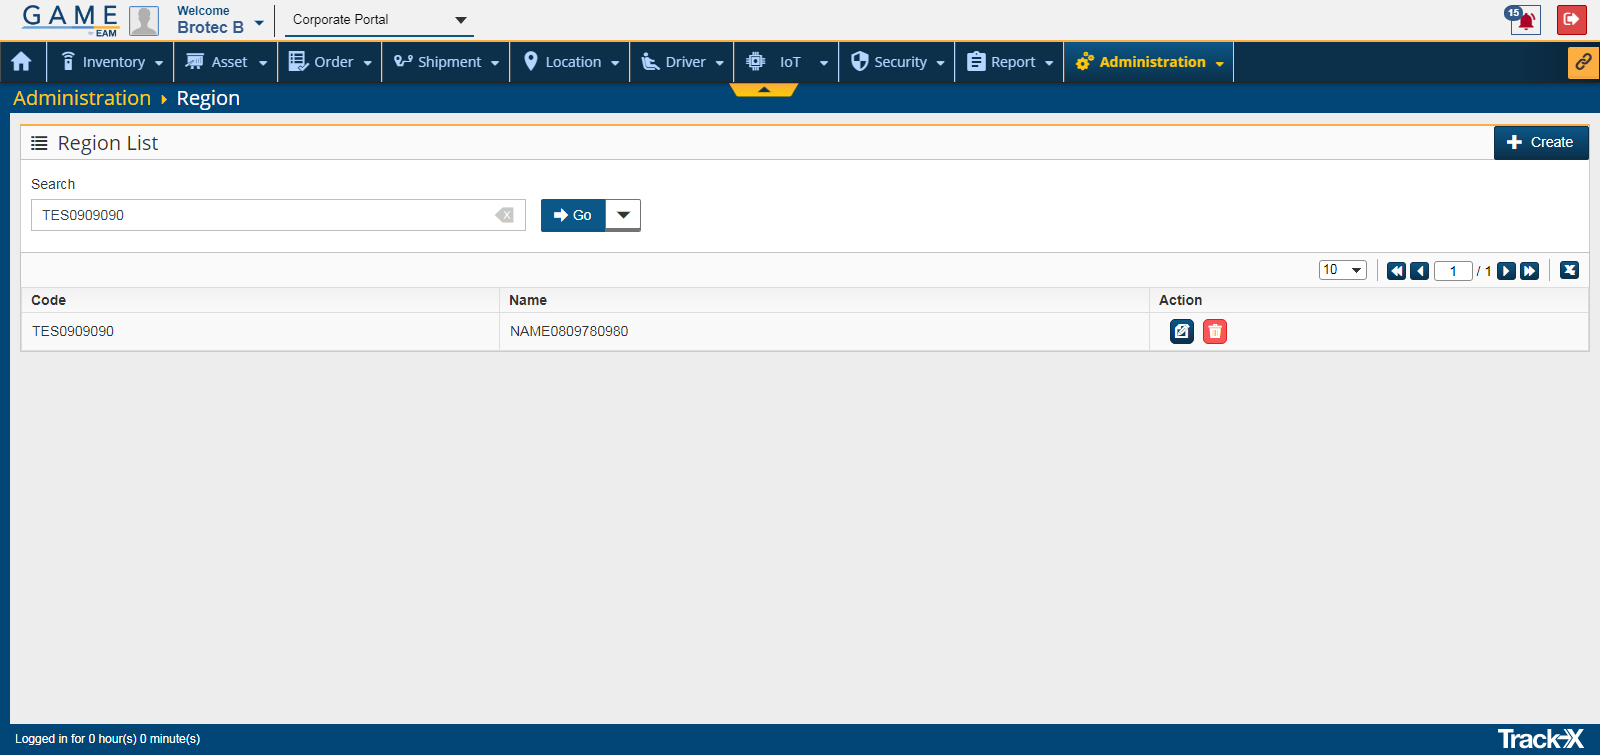 GAME
by EAM
Welcome
Brotec B
Corporate Portal
15
Inventory
Asset
Order
Shipment
Location
Driver
IoT
Security
Report
Administration
Administration Region
Region List
Create
Search
TES0909090
Go
10
1 / 1
Code Name Action
TES0909090 NAME0809780980
Logged in for 0 hour(s) 0 minute(s)
Track-X